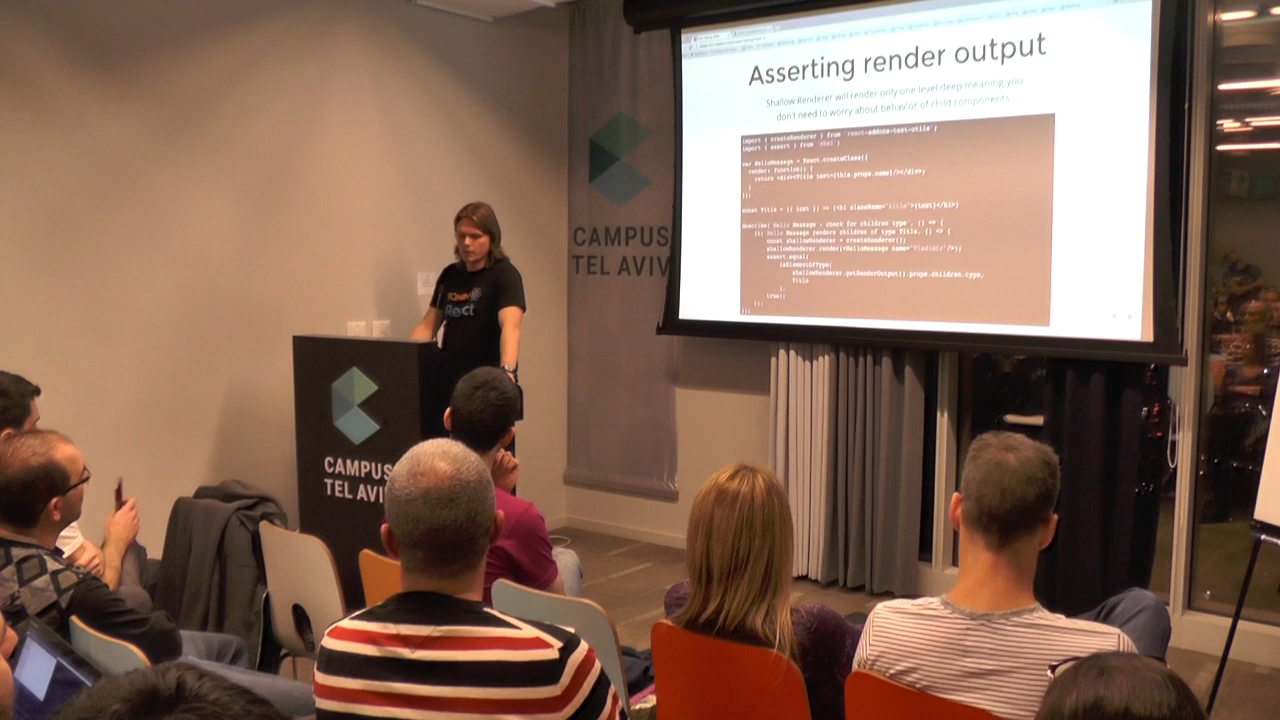 Asserting render output
Shallow Renderer will render only one level deep meaning you
don't need to worry about behavior of child components
import { createRenderer } from 'react-addons-test-utils';
import { assert } from 'chai';
var HelloMessage = React.createClass({
render: function() {
return <div><Title text={this.props.name}/></div>;
}
});
const Title = ({ text }) => (<h1 className="title">{text}</h1>);
describe('Hello Message - check for children type', () => {
it('Hello Message renders children of type Title', () => {
const shallowRenderer = createRenderer();
shallowRenderer.render(<HelloMessage name="Vladimir"/>);
assert.equal(
isElementOfType(
shallowRenderer.getRenderOutput().props.children.type,
Title
),
true);
});
});
CAMPUS
TEL AVIV
React
CAMPUS
TEL AVIV